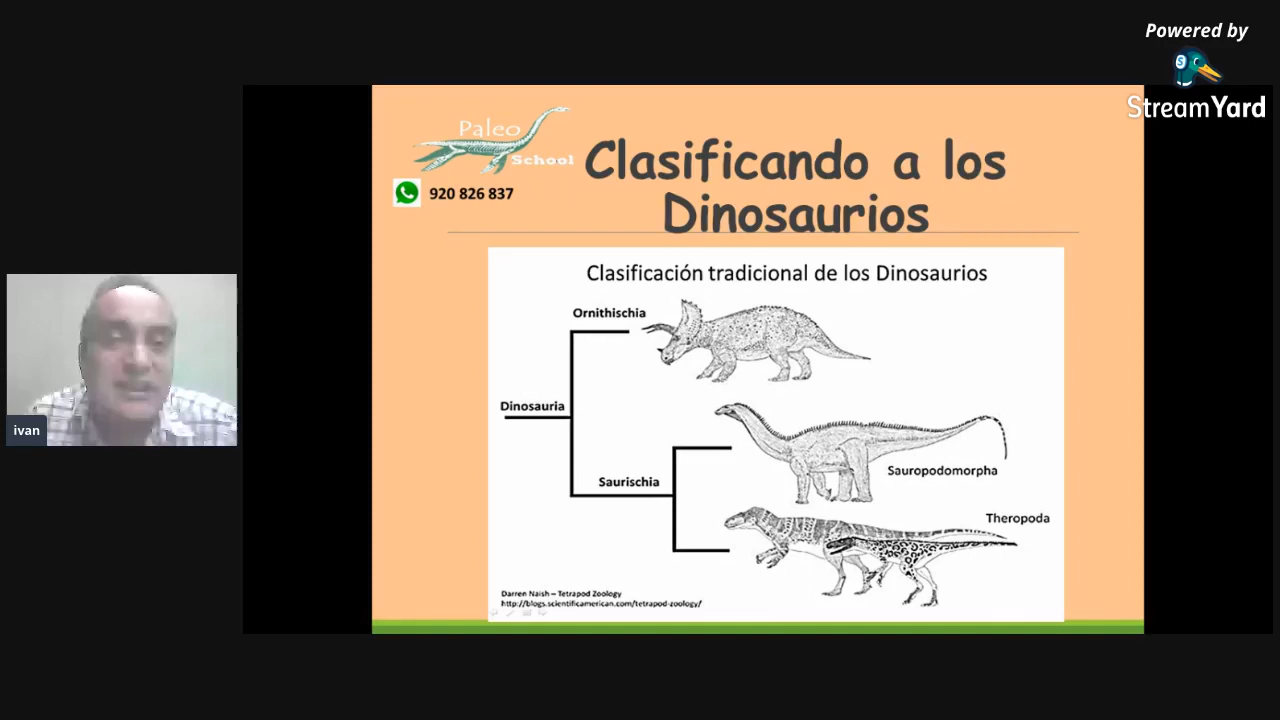 Powered by
StreamYard
Paleo
School
920 826 837
Clasificando a los
Dinosaurios
Clasificación tradicional de los Dinosaurios
Ornithischia
Dinosauria
Saurischia
Sauropodomorpha
Theropoda
Darren Naish – Tetrapod Zoology
http://blogs.scientificamerican.com/tetrapod-zoology/
ivan